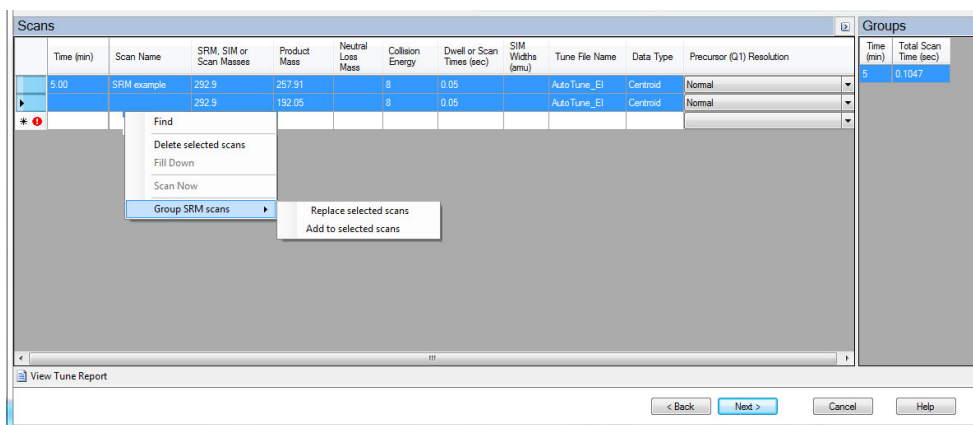 Scans
Groups
Time (min) Scan Name SRM, SIM or Scan Masses Product Mass Neutral Loss Mass Collision Energy Dwell or Scan Times (sec) SIM Widths (amu) Tune File Name Data Type Precursor (Q1) Resolution
Time (min) Total Scan Time (sec)
5.00 SRM example 292.9 257.91 8 0.05 AutoTune_EI Centroid Normal
5 0.1047
292.9 192.05 8 0.05 AutoTune_EI Centroid Normal
Find
Delete selected scans
Fill Down
Scan Now
Group SRM scans
Replace selected scans
Add to selected scans
View Tune Report
< Back Next > Cancel Help